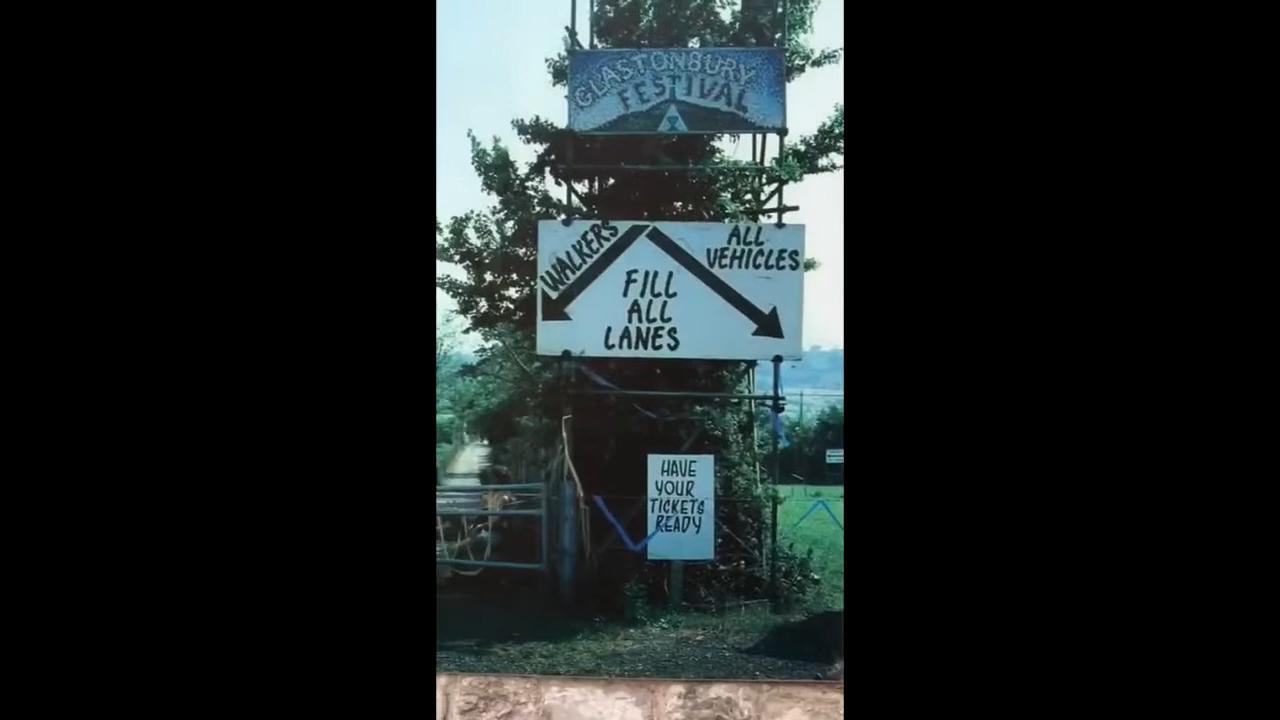 GLASTONBURY
FESTIVAL
WALKERS
ALL
VEHICLES
FILL
ALL
LANES
HAVE
YOUR
TICKETS
READY